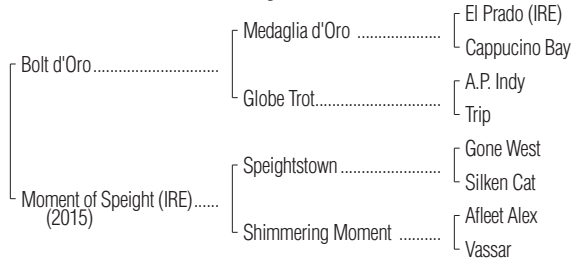 El Prado (IRE)
Medaglia d'Oro ..................
Cappucino Bay
Bolt d'Oro...........................
A.P. Indy
Globe Trot...........................
Trip
Gone West
Speightstown ......................
Silken Cat
Moment of Speight (IRE)......
(2015)
Afleet Alex
Shimmering Moment .........
Vassar